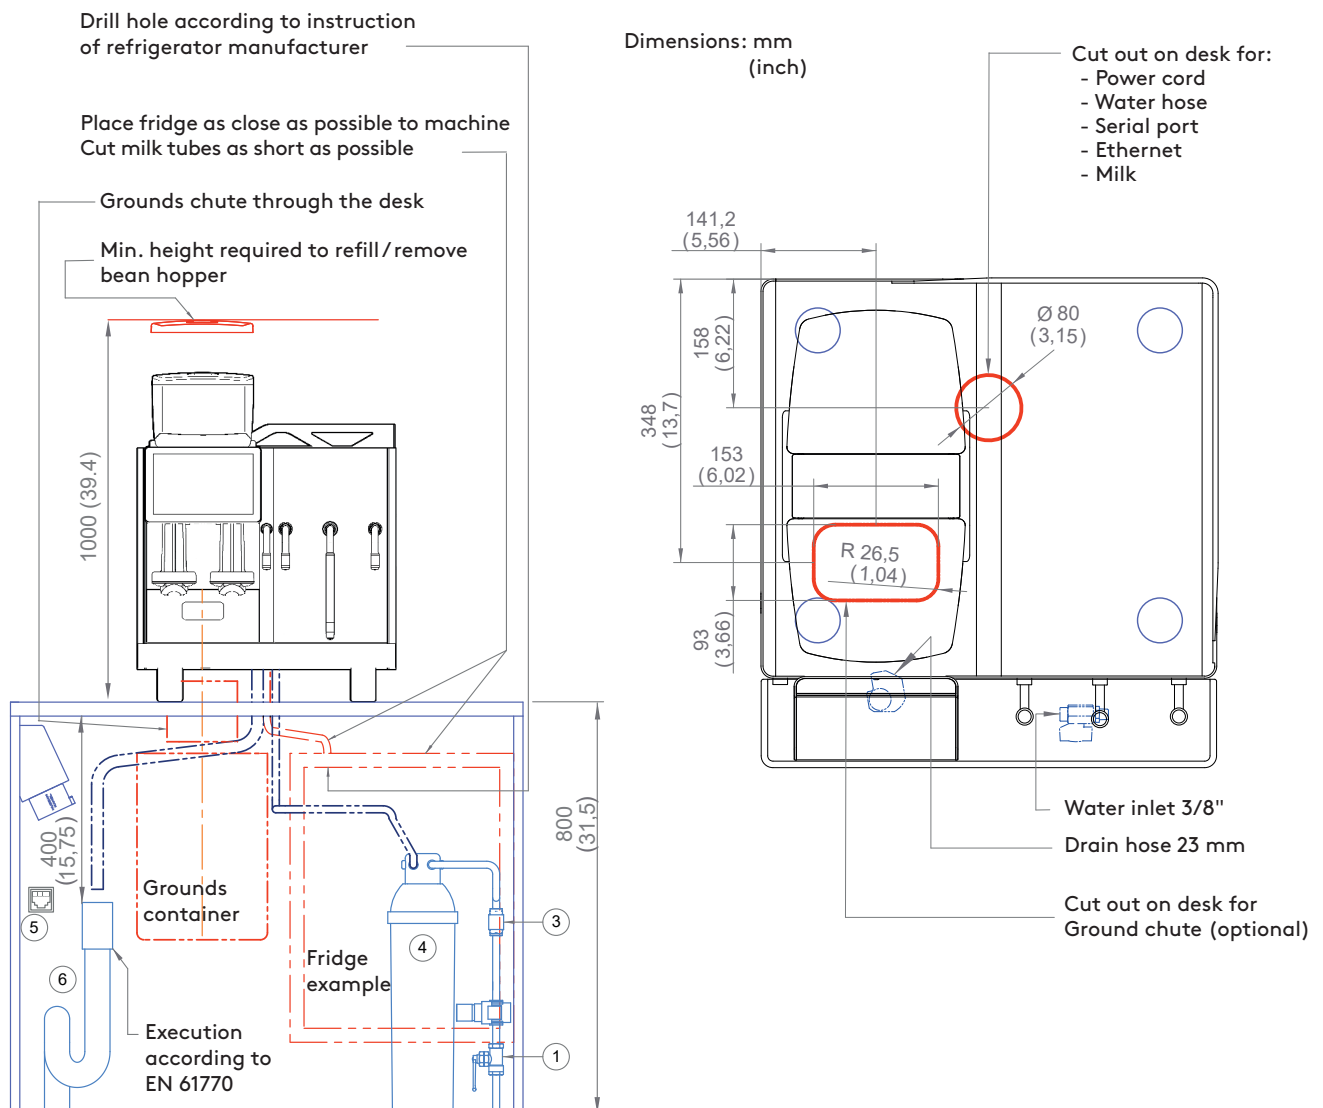 Drill hole according to instruction
of refrigerator manufacturer
Place fridge as close as possible to machine
Cut milk tubes as short as possible
Grounds chute through the desk
Min. height required to refill / remove
bean hopper
1000 (39.4)
400
(15,75)
800
(31,5)
Grounds
container
Fridge
example
Execution
according to
EN 61770
5
6
4
3
1
Dimensions: mm
(inch)
Cut out on desk for:
- Power cord
- Water hose
- Serial port
- Ethernet
- Milk
141,2
(5,56)
158
(6,22)
348
(13,7)
Ø 80
(3,15)
153
(6,02)
R 26,5
(1,04)
93
(3,66)
Water inlet 3/8"
Drain hose 23 mm
Cut out on desk for
Ground chute (optional)